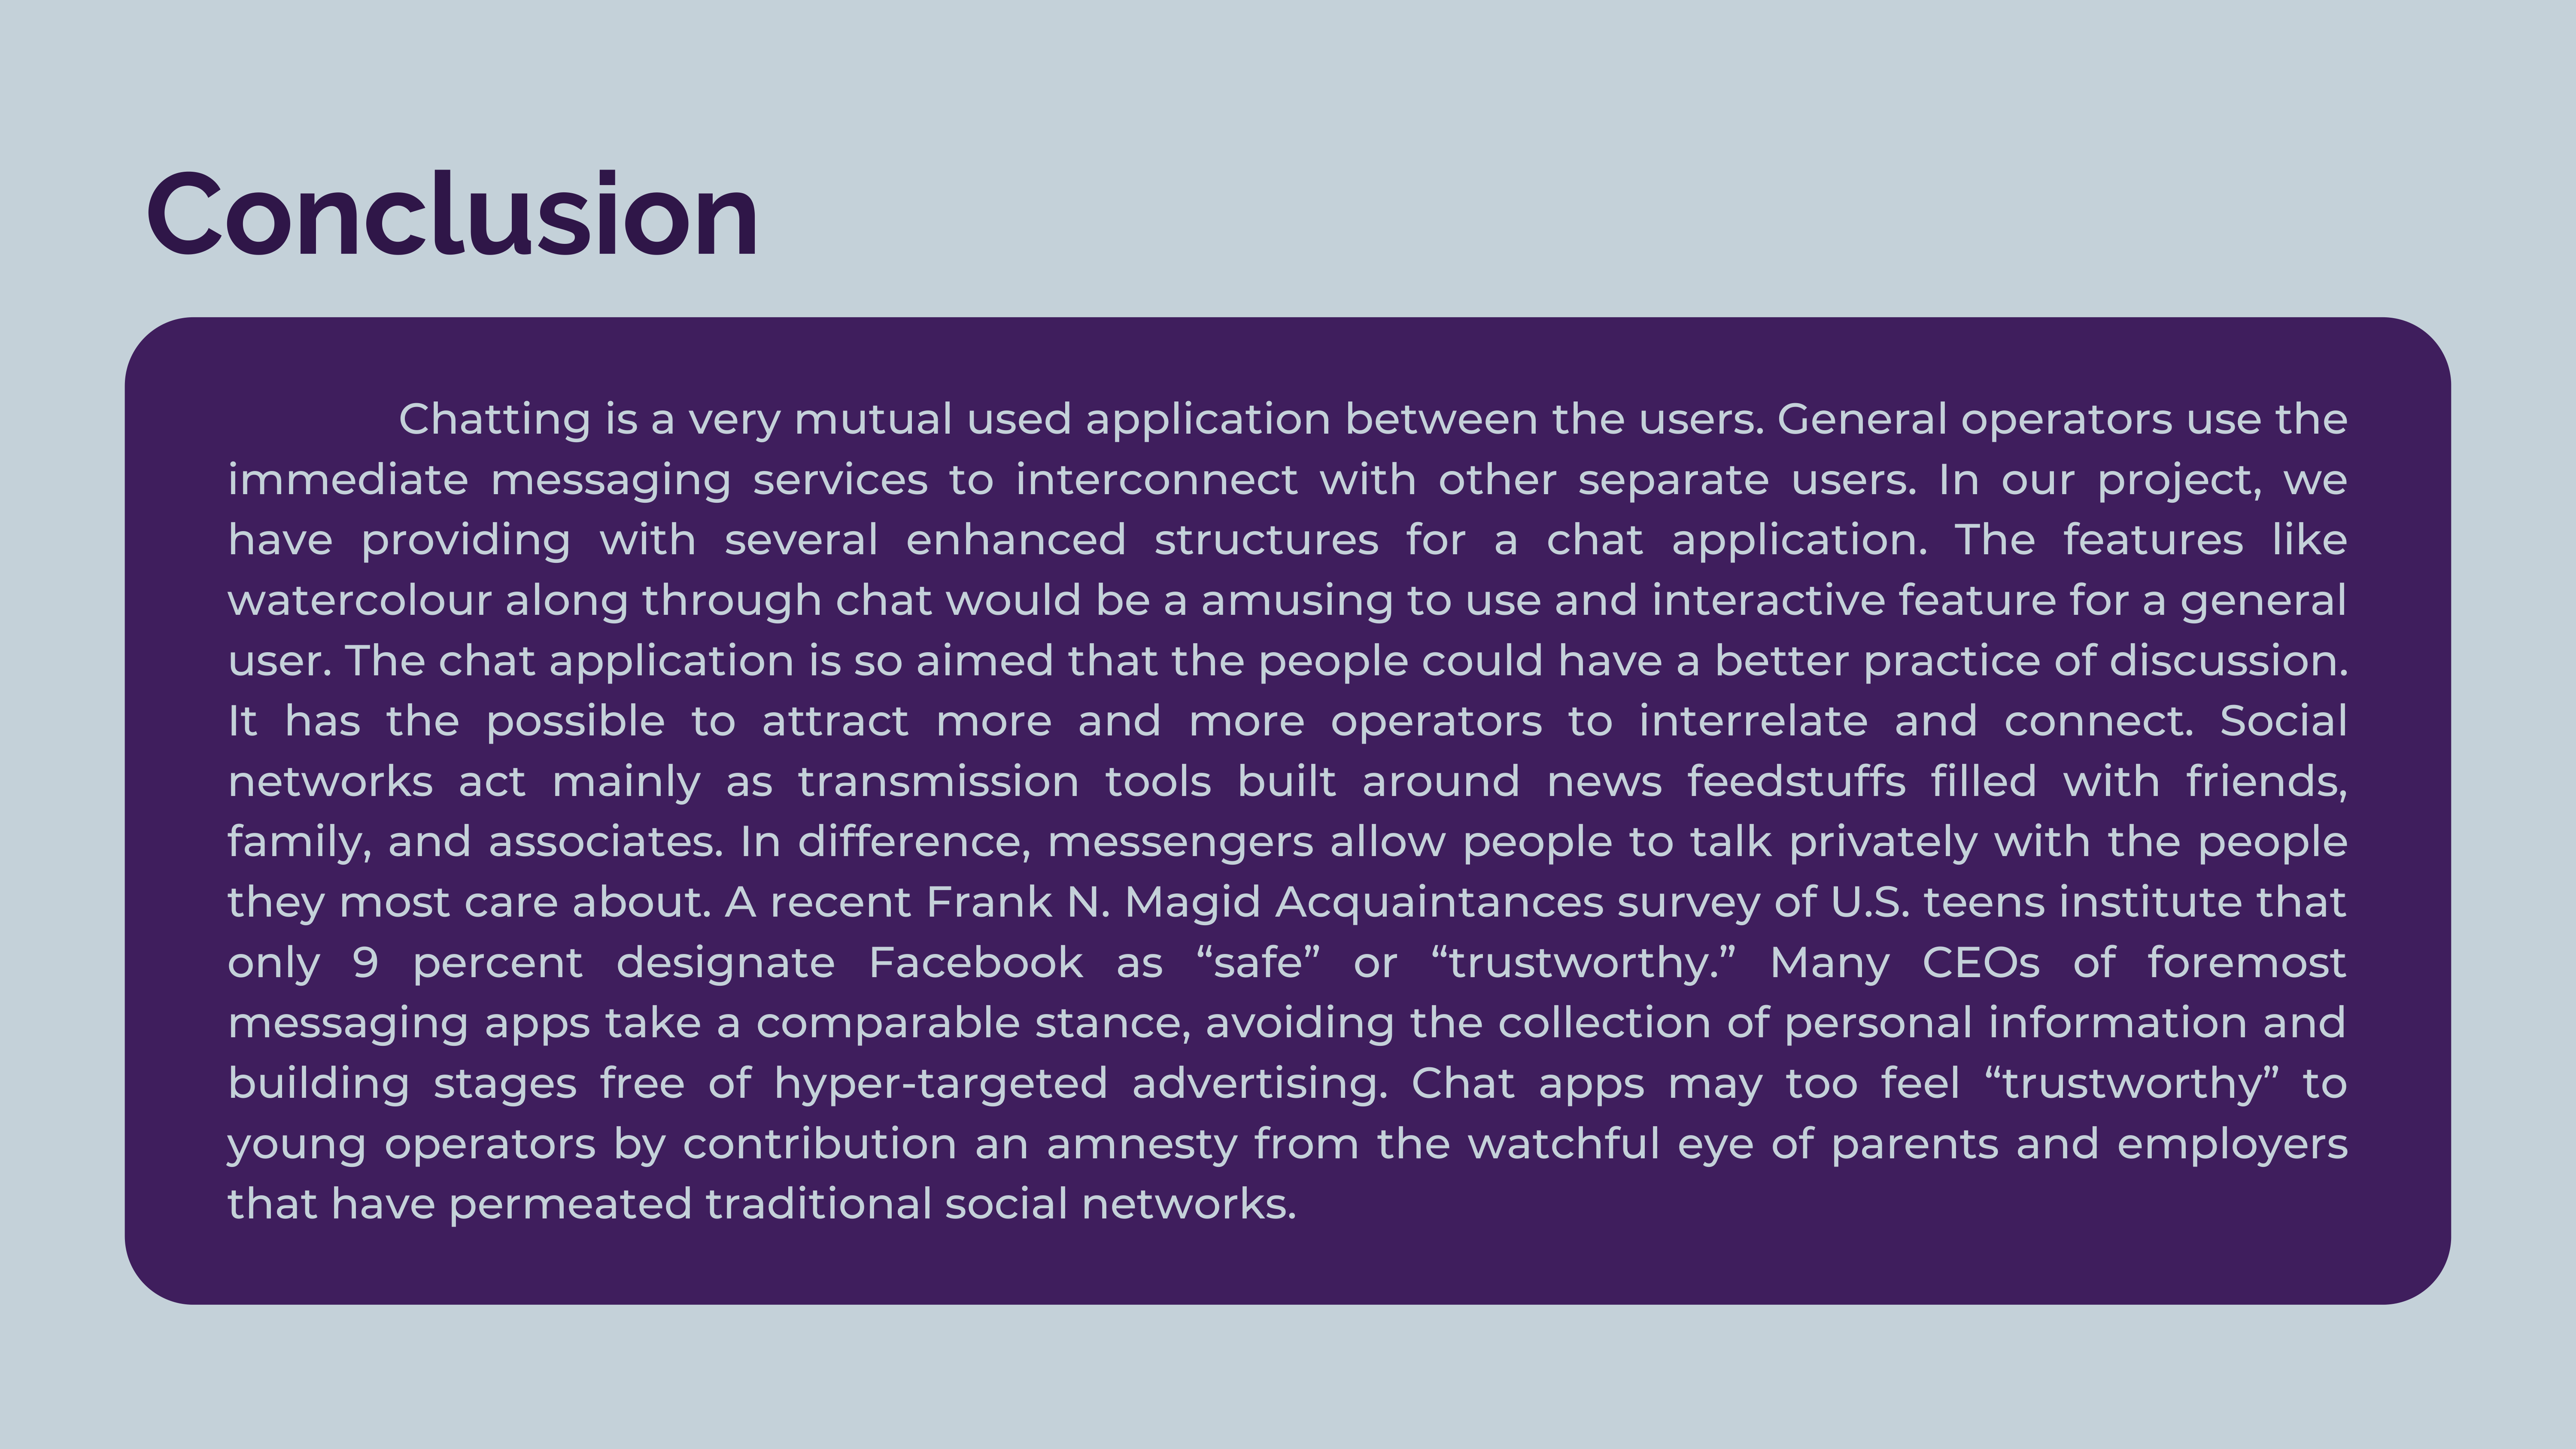 Conclusion
Chatting is a very mutual used application between the users. General operators use the
immediate messaging services to interconnect with other separate users. In our project, we
have providing with several enhanced structures for a chat application. The features like
watercolour along through chat would be a amusing to use and interactive feature for a general
user. The chat application is so aimed that the people could have a better practice of discussion.
It has the possible to attract more and more operators to interrelate and connect. Social
networks act mainly as transmission tools built around news feedstuffs filled with friends,
family, and associates. In difference, messengers allow people to talk privately with the people
they most care about. A recent Frank N. Magid Acquaintances survey of U.S. teens institute that
only 9 percent designate Facebook as “safe” or “trustworthy.” Many CEOs of foremost
messaging apps take a comparable stance, avoiding the collection of personal information and
building stages free of hyper-targeted advertising. Chat apps may too feel “trustworthy” to
young operators by contribution an amnesty from the watchful eye of parents and employers
that have permeated traditional social networks.